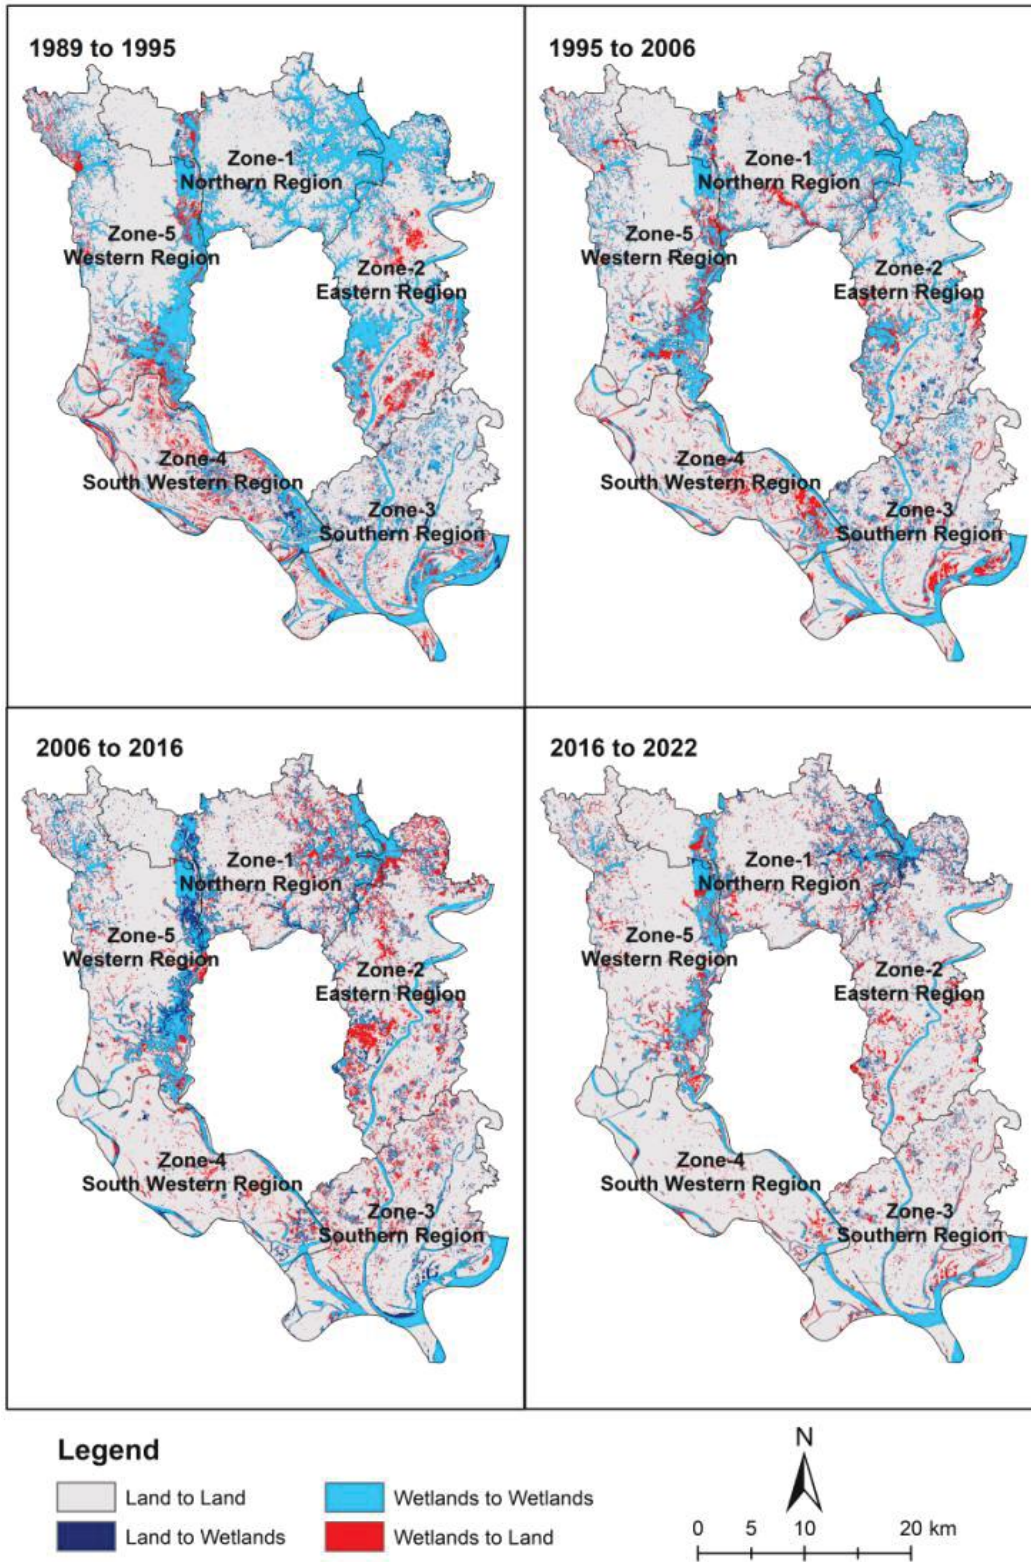 1989 to 1995
Zone-1
Northern Region
Zone-5
Western Region
Zone-2
Eastern Region
Zone-4
South Western Region
Zone-3
Southern Region
1995 to 2006
Zone-1
Northern Region
Zone-5
Western Region
Zone-2
Eastern Region
Zone-4
South Western Region
Zone-3
Southern Region
2006 to 2016
Zone-1
Northern Region
Zone-5
Western Region
Zone-2
Eastern Region
Zone-4
South Western Region
Zone-3
Southern Region
2016 to 2022
Zone-1
Northern Region
Zone-5
Western Region
Zone-2
Eastern Region
Zone-4
South Western Region
Zone-3
Southern Region
Legend
Land to Land
Wetlands to Wetlands
Land to Wetlands
Wetlands to Land
N
0 5 10 20 km